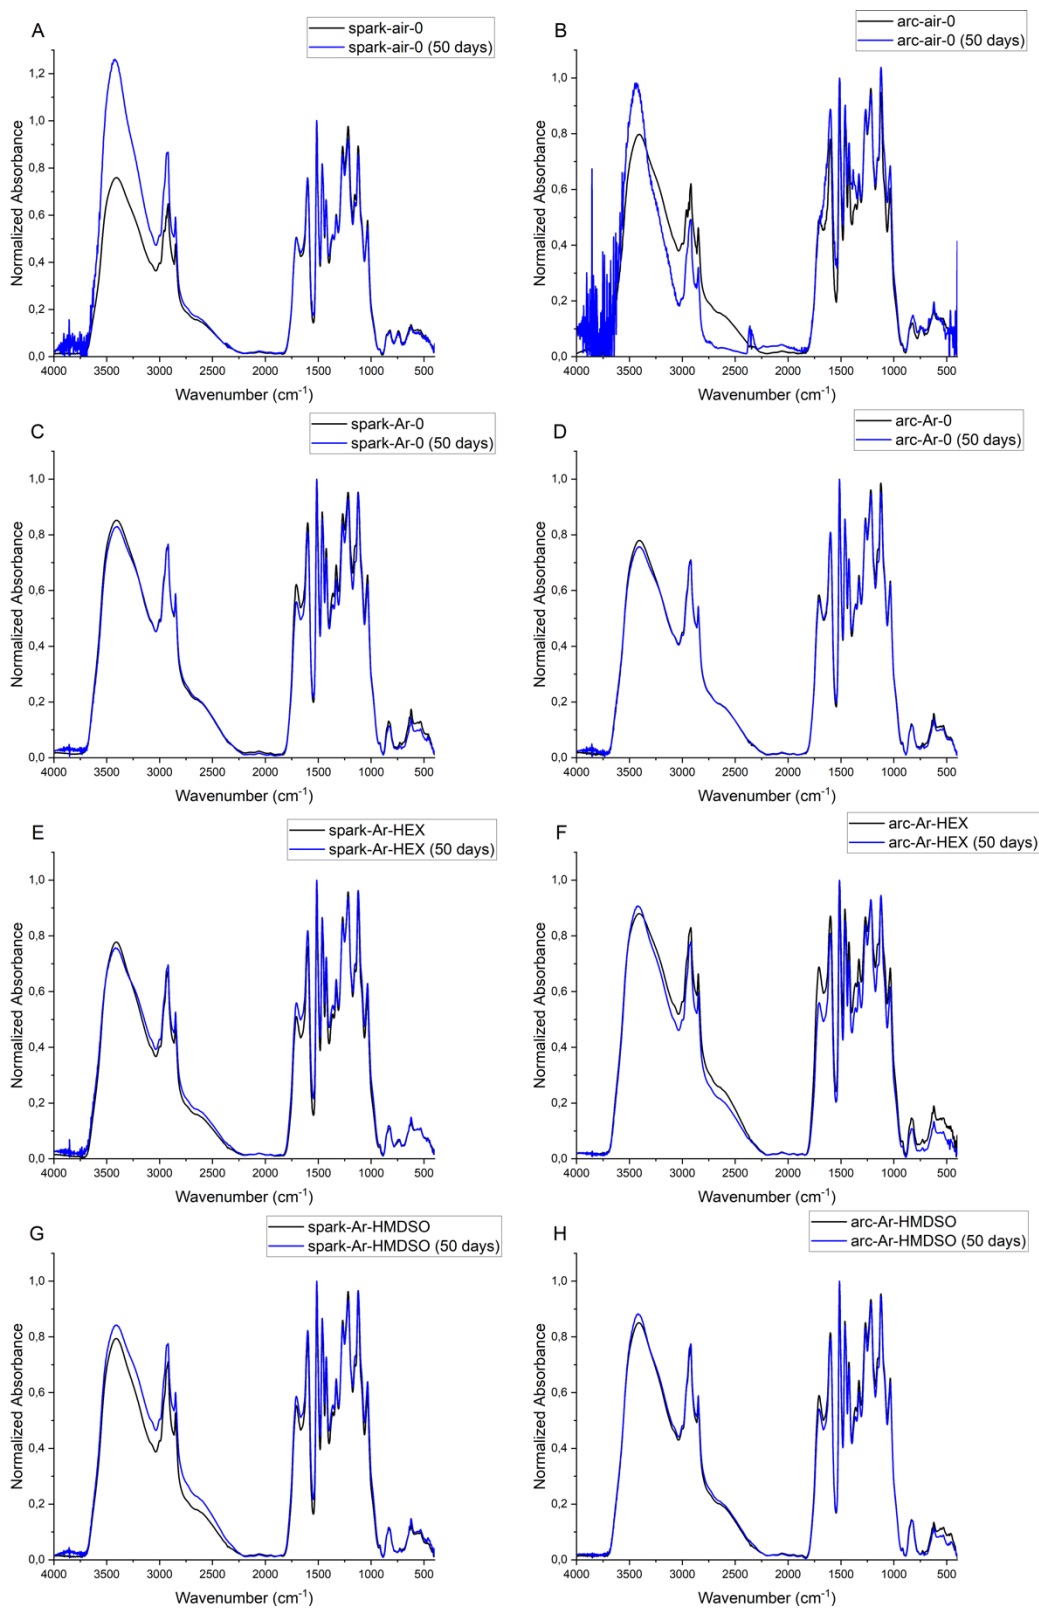 A
spark-air-0
spark-air-0 (50 days)
1,2
1,0
0,8
0,6
0,4
0,2
0,0
Normalized Absorbance
4000 3500 3000 2500 2000 1500 1000 500
Wavenumber (cm⁻¹)
B
arc-air-0
arc-air-0 (50 days)
1,0
0,8
0,6
0,4
0,2
0,0
Normalized Absorbance
4000 3500 3000 2500 2000 1500 1000 500
Wavenumber (cm⁻¹)
C
spark-Ar-0
spark-Ar-0 (50 days)
1,0
0,8
0,6
0,4
0,2
0,0
Normalized Absorbance
4000 3500 3000 2500 2000 1500 1000 500
Wavenumber (cm⁻¹)
D
arc-Ar-0
arc-Ar-0 (50 days)
1,0
0,8
0,6
0,4
0,2
0,0
Normalized Absorbance
4000 3500 3000 2500 2000 1500 1000 500
Wavenumber (cm⁻¹)
E
spark-Ar-HEX
spark-Ar-HEX (50 days)
1,0
0,8
0,6
0,4
0,2
0,0
Normalized Absorbance
4000 3500 3000 2500 2000 1500 1000 500
Wavenumber (cm⁻¹)
F
arc-Ar-HEX
arc-Ar-HEX (50 days)
1,0
0,8
0,6
0,4
0,2
0,0
Normalized Absorbance
4000 3500 3000 2500 2000 1500 1000 500
Wavenumber (cm⁻¹)
G
spark-Ar-HMDSO
spark-Ar-HMDSO (50 days)
1,0
0,8
0,6
0,4
0,2
0,0
Normalized Absorbance
4000 3500 3000 2500 2000 1500 1000 500
Wavenumber (cm⁻¹)
H
arc-Ar-HMDSO
arc-Ar-HMDSO (50 days)
1,0
0,8
0,6
0,4
0,2
0,0
Normalized Absorbance
4000 3500 3000 2500 2000 1500 1000 500
Wavenumber (cm⁻¹)